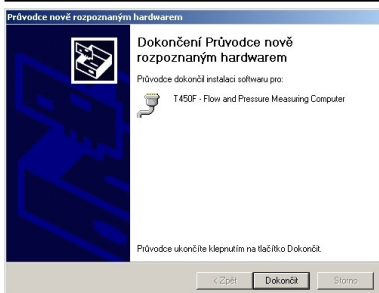 Průvodce nově rozpoznaným hardwarem
Dokončení Průvodce nově
rozpoznaným hardwarem
Průvodce dokončil instalaci softwaru pro:
T450F - Flow and Pressure Measuring Computer
Průvodce ukončíte klepnutím na tlačítko Dokončit.
< Zpět Dokončit Storno